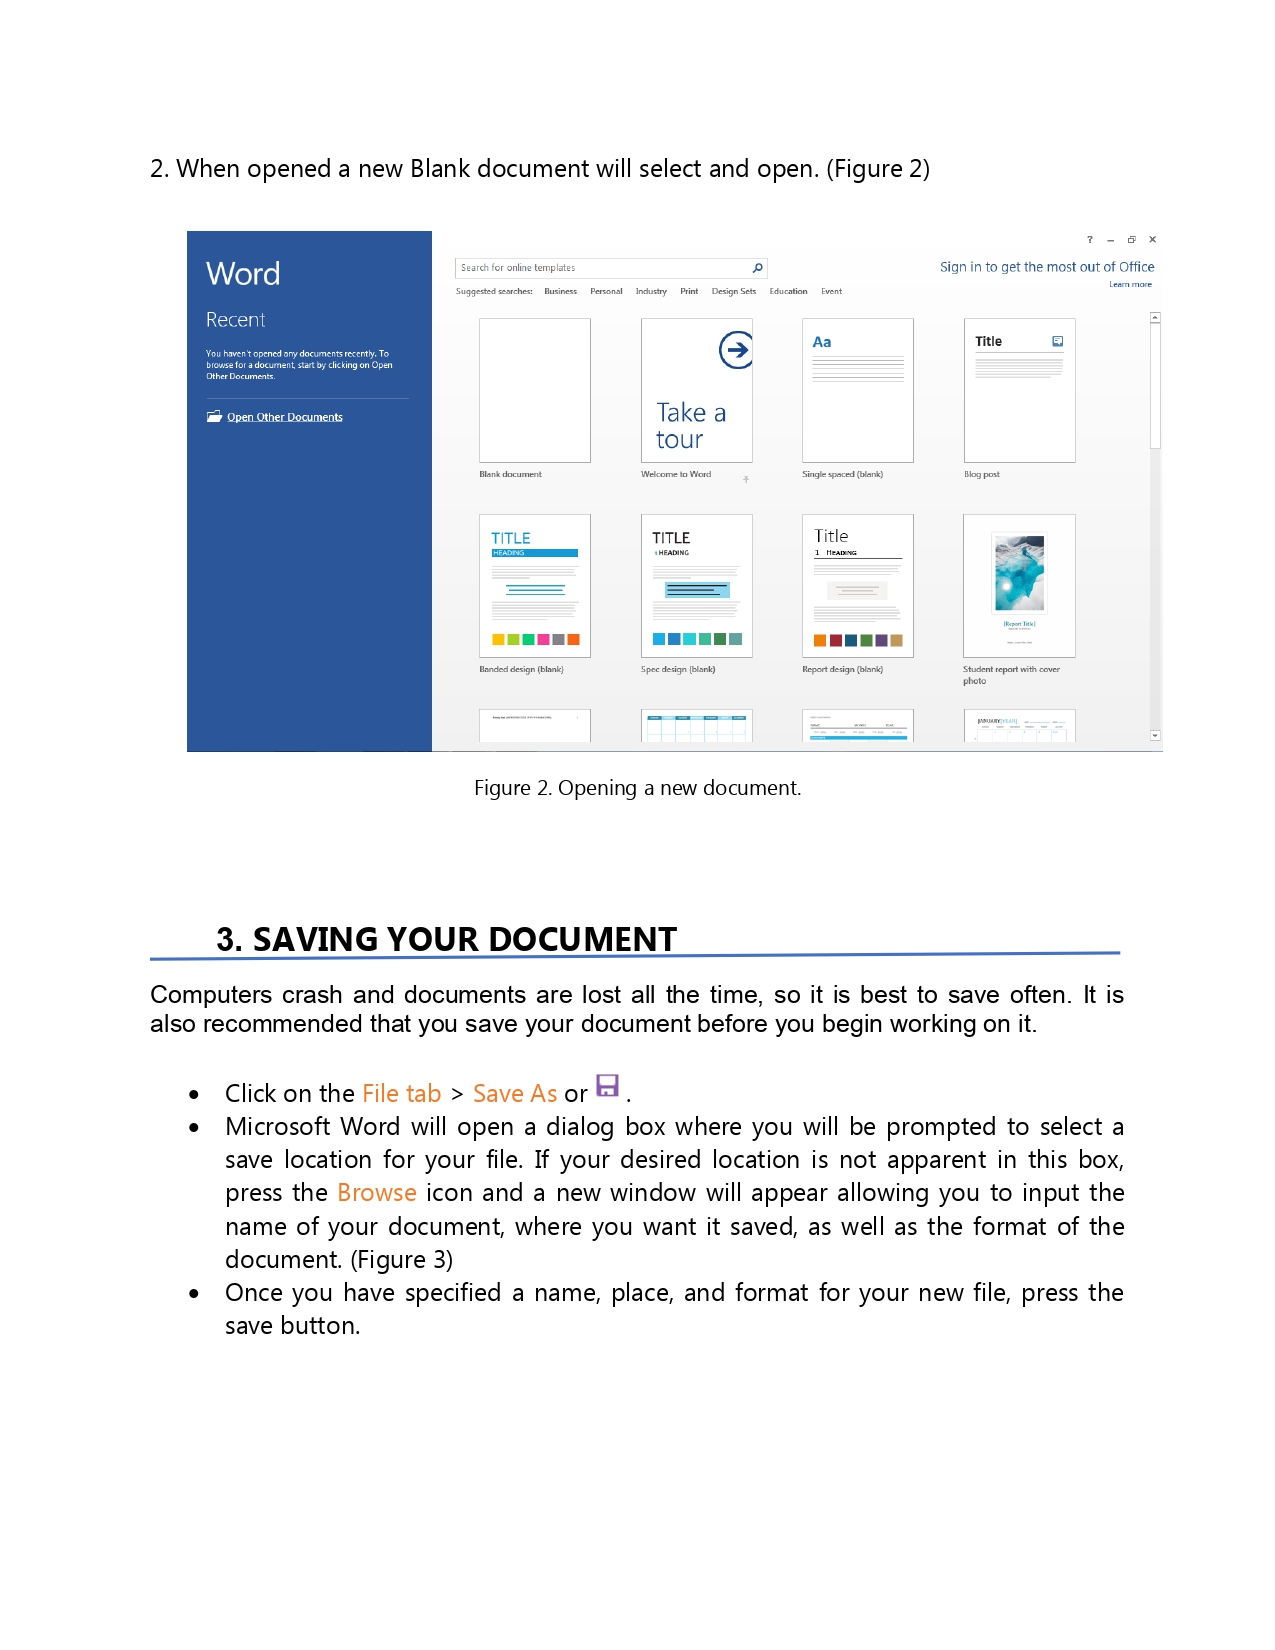 2. When opened a new Blank document will select and open. (Figure 2)
Word
Recent
You haven't opened any documents recently. To
browse for a document, start by clicking on Open
Other Documents.
Open Other Documents
?
Search for online templates
Sign in to get the most out of Office
Learn more
Suggested searches: Business Personal Industry Print Design Sets Education Event
Take a
tour
Aa
Title
Blank document
Welcome to Word
Single spaced (blank)
Blog post
TITLE
HEADING
TITLE
1 HEADING
Title
1 HEADING
[Report Title]
Banded design (blank)
Spec design (blank)
Report design (blank)
Student report with cover
photo
JANUARY [YEAR]
Figure 2. Opening a new document.
3. SAVING YOUR DOCUMENT
Computers crash and documents are lost all the time, so it is best to save often. It is
also recommended that you save your document before you begin working on it.
• Click on the File tab > Save As or .
• Microsoft Word will open a dialog box where you will be prompted to select a
save location for your file. If your desired location is not apparent in this box,
press the Browse icon and a new window will appear allowing you to input the
name of your document, where you want it saved, as well as the format of the
document. (Figure 3)
• Once you have specified a name, place, and format for your new file, press the
save button.